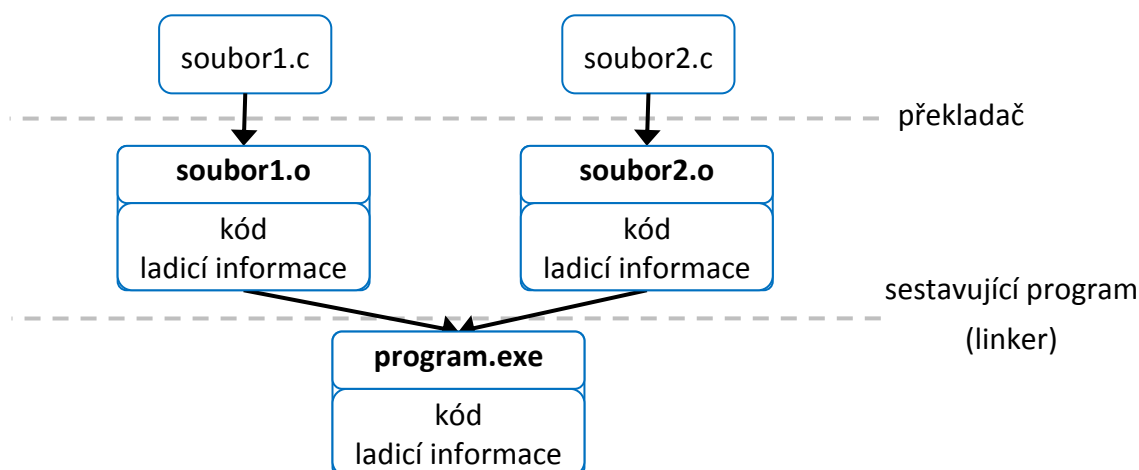 soubor1.c
soubor2.c
překladač
soubor1.o
soubor2.o
kód
ladicí informace
kód
ladicí informace
sestavující program
(linker)
program.exe
kód
ladicí informace